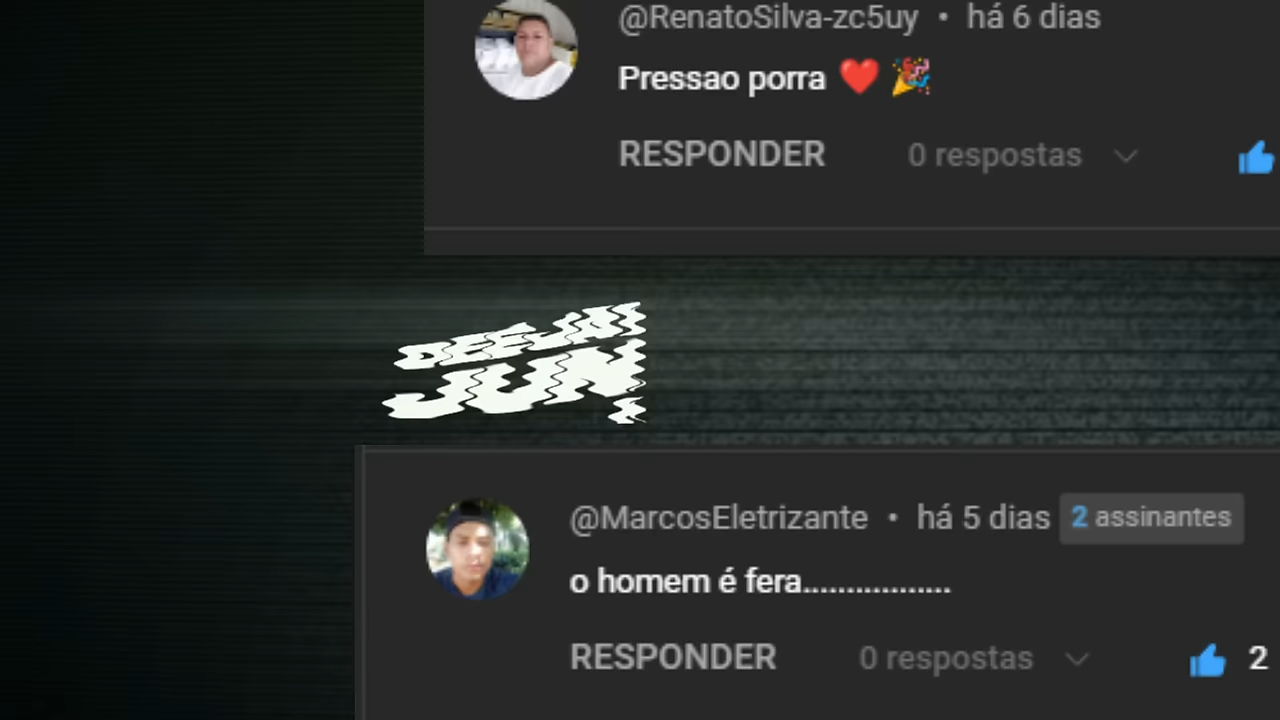 @RenatoSilva-zc5uy • há 6 dias
Pressao porra ❤️ 🎉
RESPONDER 0 respostas
DEEJAY
JUN
@MarcosEletrizante • há 5 dias 2 assinantes
o homem é fera.................
RESPONDER 0 respostas 2